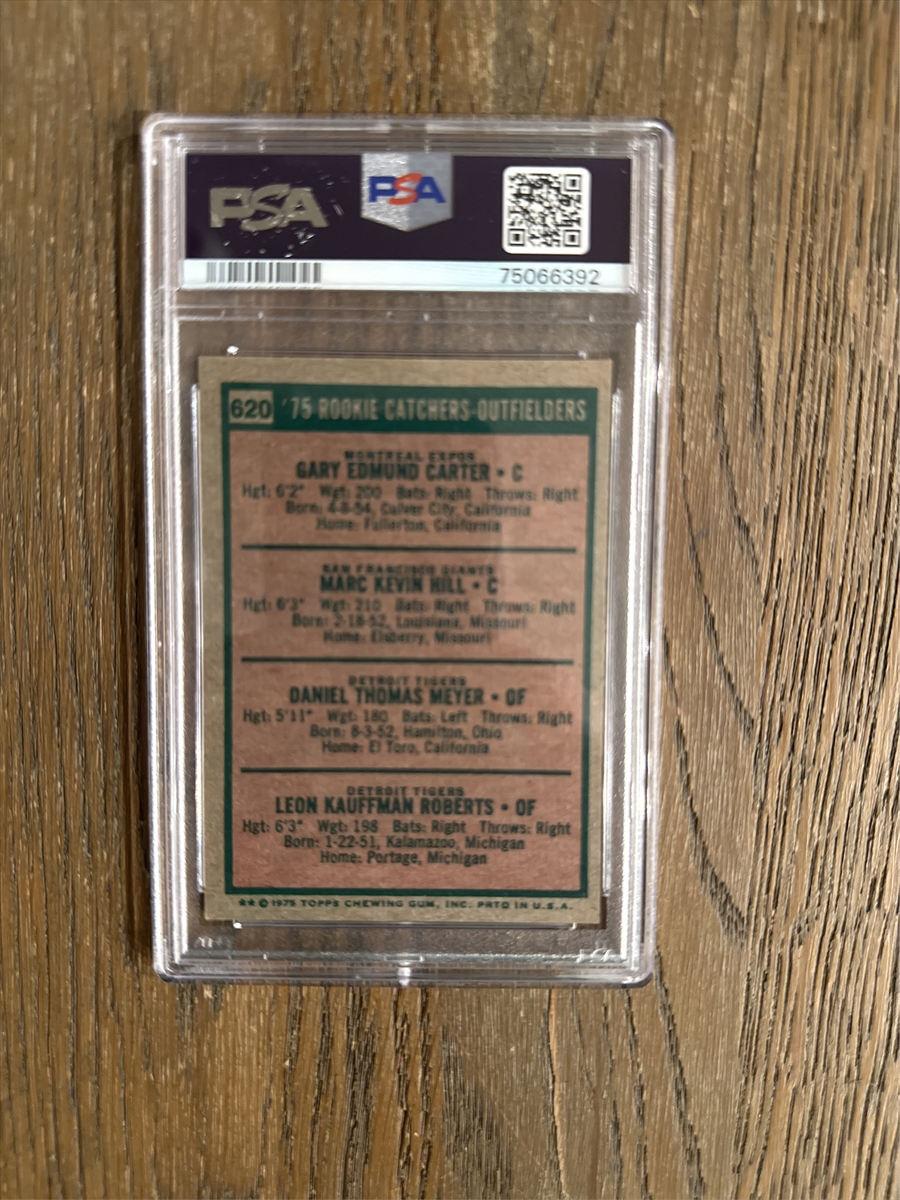 PSA PSA
75066392
620 '75 ROOKIE CATCHERS-OUTFIELDERS
MONTREAL EXPOS
GARY EDMUND CARTER • C
Hgt: 6'2" Wgt: 200 Bats: Right Throws: Right
Born: 4-8-54, Culver City, California
Home: Fullerton, California
SAN FRANCISCO GIANTS
MARC KEVIN HILL • C
Hgt: 6'3" Wgt: 210 Bats: Right Throws: Right
Born: 2-18-52, Louisiana, Missouri
Home: Elsberry, Missouri
DETROIT TIGERS
DANIEL THOMAS MEYER • OF
Hgt: 5'11" Wgt: 180 Bats: Left Throws: Right
Born: 8-3-52, Hamilton, Ohio
Home: El Toro, California
DETROIT TIGERS
LEON KAUFFMAN ROBERTS • OF
Hgt: 6'3" Wgt: 198 Bats: Right Throws: Right
Born: 1-22-51, Kalamazoo, Michigan
Home: Portage, Michigan
** © 1975 TOPPS CHEWING GUM, INC. PRTD IN U.S.A.